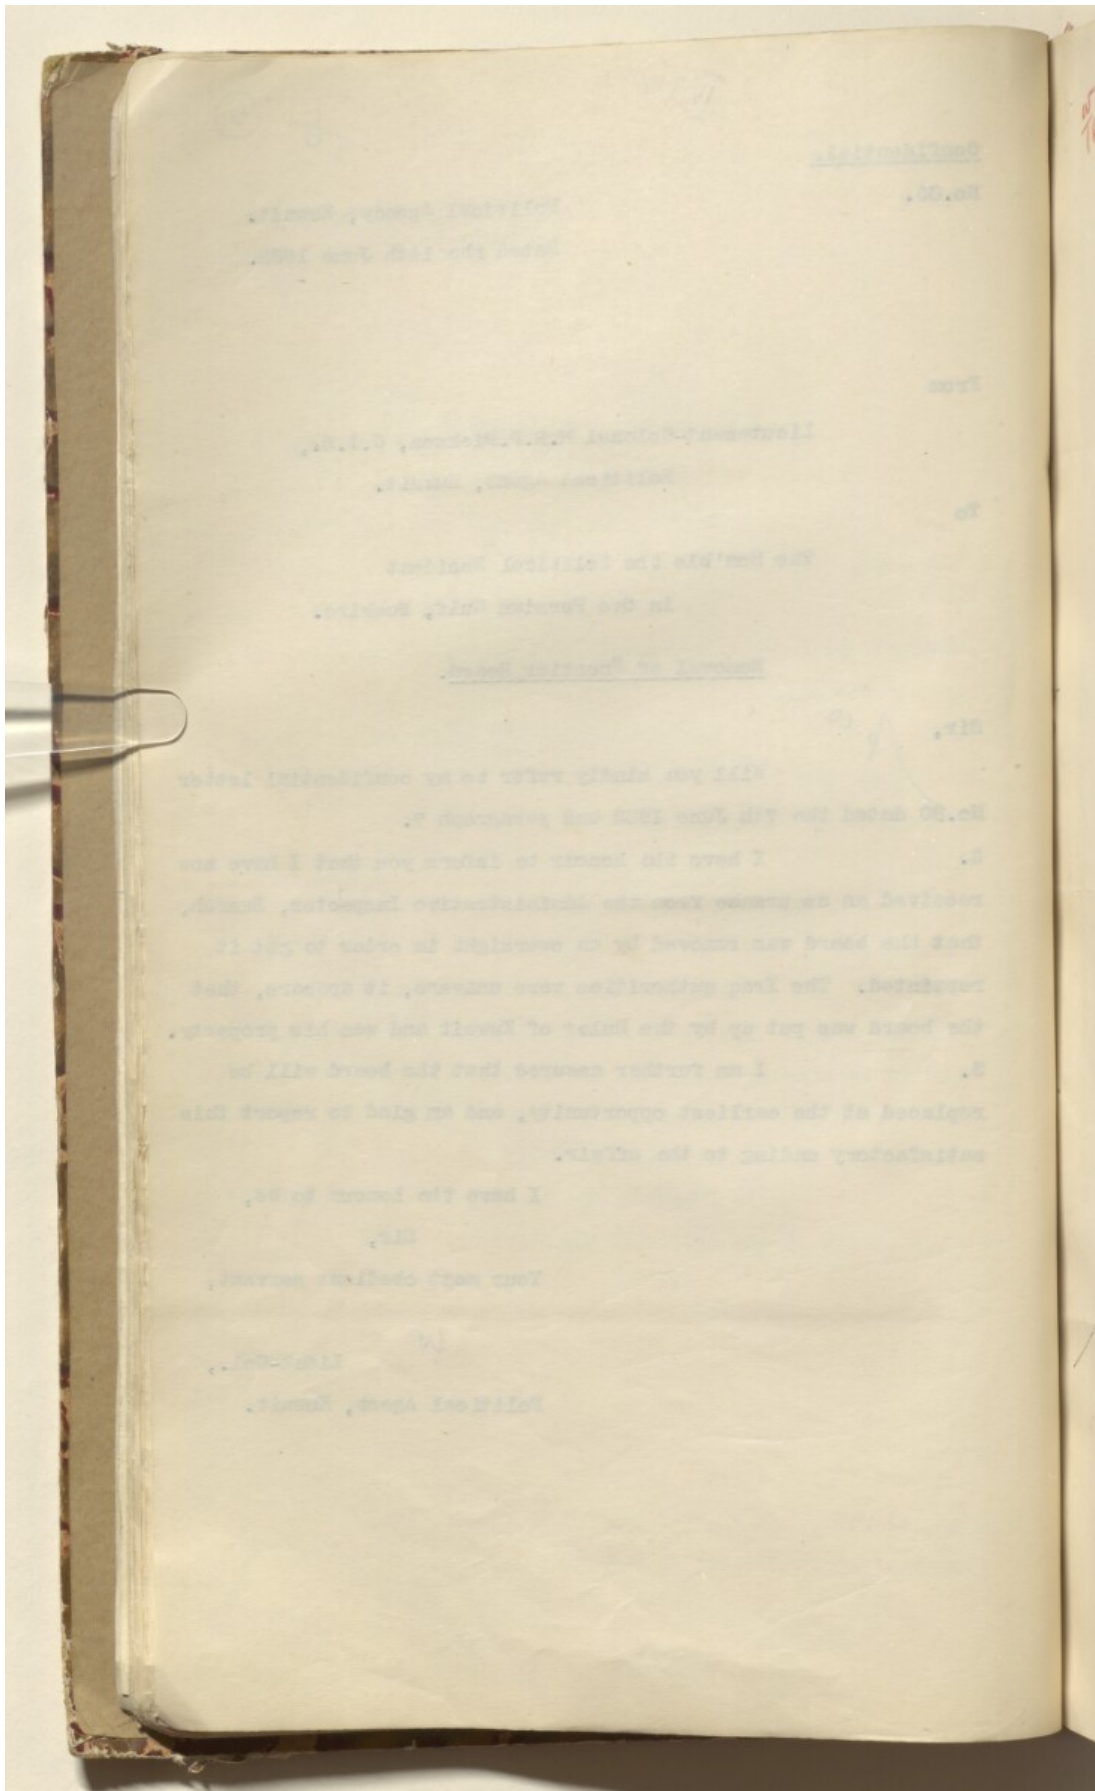 Confidential.
Political Agency, Kuwait.
Dated the June
From
Lieutenant-Colonel H.R.P.Dickson, C.I.E.,
Political Agent, Kuwait.
To
The Hon'ble the Political Resident
in the Persian Gulf, Bushire.
Removal of Frontier
Sir,
Will you kindly refer to my confidential letter
dated the 7th June and paragraph 7.
2. I have the honour to inform you that I have now
received an from the Administrative Inspector, Basrah,
that the board was removed by an oversight in order to get it
repainted. The Iraq authorities were unaware, it appears, that
the board was put up by the Ruler of Kuwait and was his property.
3. I am further assured that the board will be
replaced at the earliest opportunity, and am glad to report this
satisfactory ending to the affair.
I have the honour to be,
Sir,
Your most obedient servant,
Lieut-Col.,
Political Agent, Kuwait.